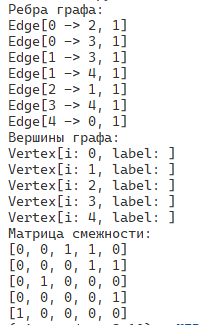 Ребра графа:
Edge[0 -> 2, 1]
Edge[0 -> 3, 1]
Edge[1 -> 3, 1]
Edge[1 -> 4, 1]
Edge[2 -> 1, 1]
Edge[3 -> 4, 1]
Edge[4 -> 0, 1]
Вершины графа:
Vertex[i: 0, label: ]
Vertex[i: 1, label: ]
Vertex[i: 2, label: ]
Vertex[i: 3, label: ]
Vertex[i: 4, label: ]
Матрица смежности:
[0, 0, 1, 1, 0]
[0, 0, 0, 1, 1]
[0, 1, 0, 0, 0]
[0, 0, 0, 0, 1]
[1, 0, 0, 0, 0]